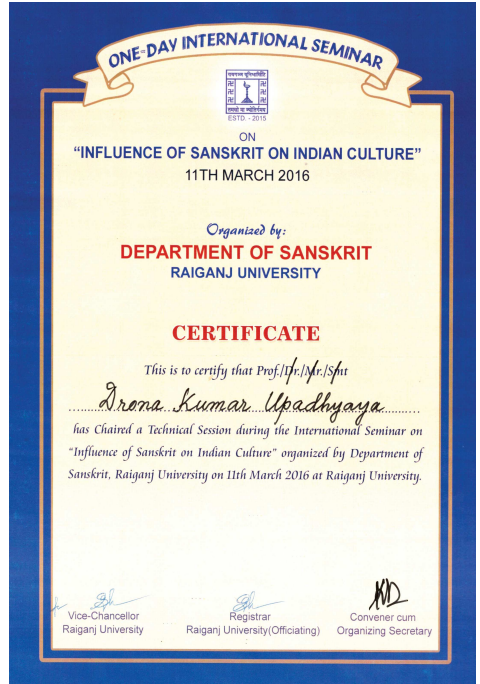 ONE-DAY INTERNATIONAL SEMINAR
तमसो मा ज्योतिर्गमय
ESTD. - 2015
ON
“INFLUENCE OF SANSKRIT ON INDIAN CULTURE”
11TH MARCH 2016
Organized by:
DEPARTMENT OF SANSKRIT
RAIGANJ UNIVERSITY
CERTIFICATE
This is to certify that Prof./Dr./Mr./Smt
Drona Kumar Upadhyaya
has Chaired a Technical Session during the International Seminar on
“Influence of Sanskrit on Indian Culture” organized by Department of
Sanskrit, Raiganj University on 11th March 2016 at Raiganj University.
Vice-Chancellor
Raiganj University
Registrar
Raiganj University(Officiating)
Convener cum
Organizing Secretary